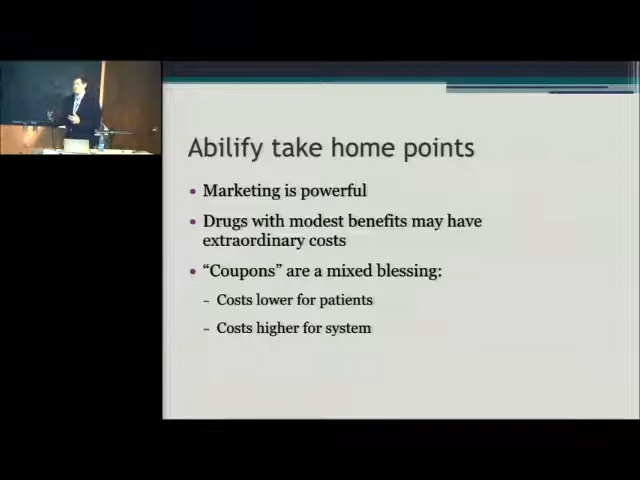 Abilify take home points
• Marketing is powerful
• Drugs with modest benefits may have
extraordinary costs
• “Coupons” are a mixed blessing:
– Costs lower for patients
– Costs higher for system